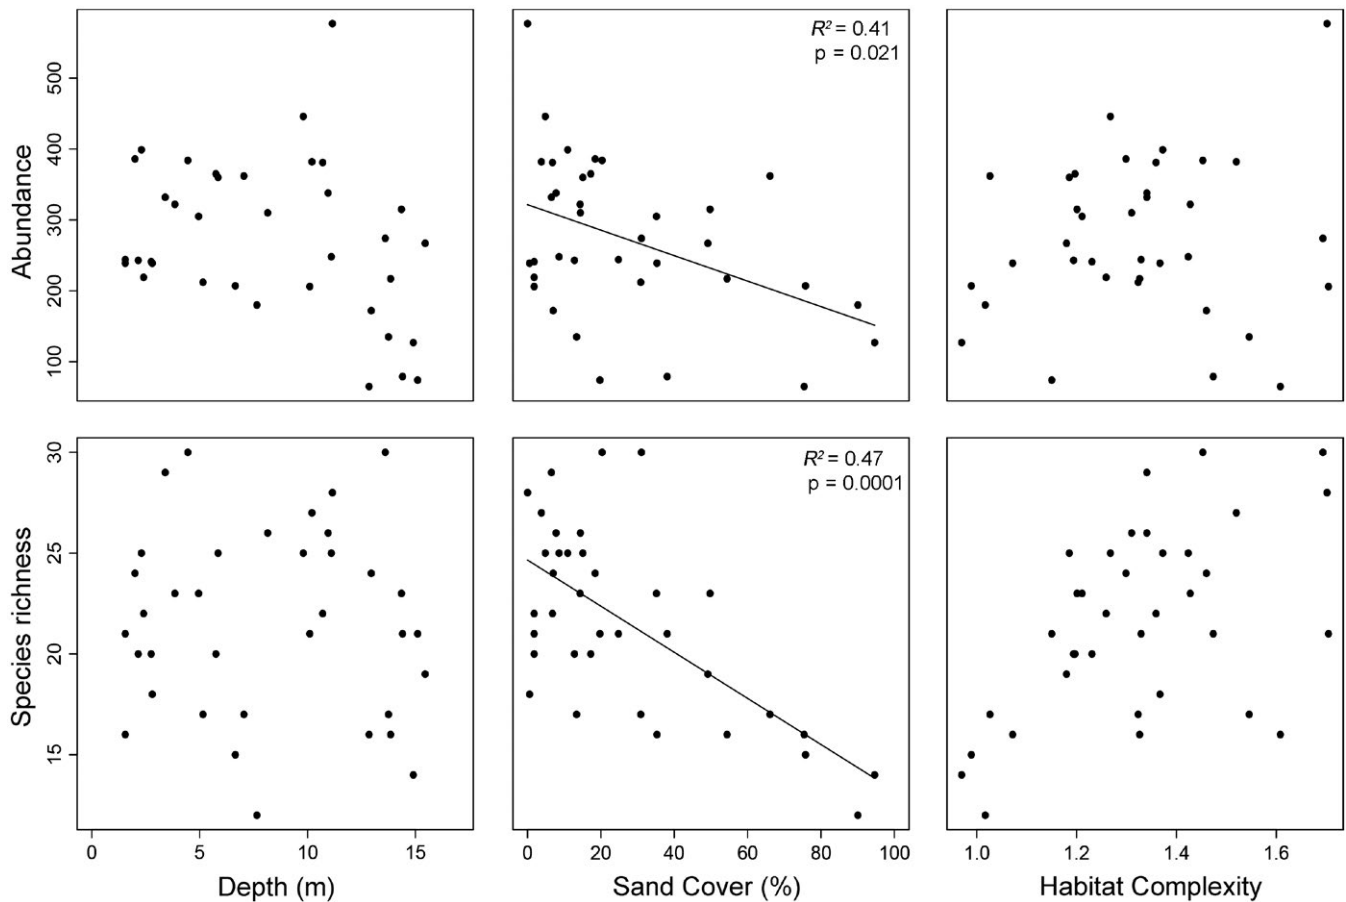 R² = 0.41
p = 0.021
Abundance
500
400
300
200
100
R² = 0.47
p = 0.0001
Species richness
30
25
20
15
0 5 10 15
0 20 40 60 80 100
1.0 1.2 1.4 1.6
Depth (m)
Sand Cover (%)
Habitat Complexity